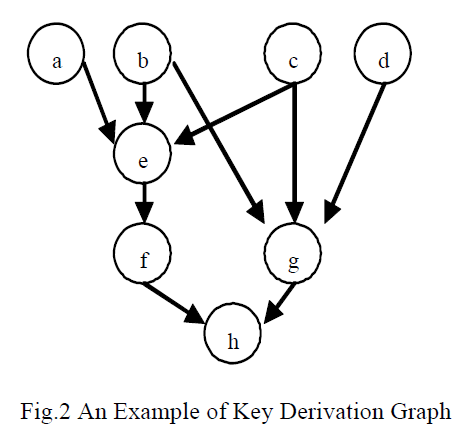 a b c d
e
f g
h
Fig.2 An Example of Key Derivation Graph